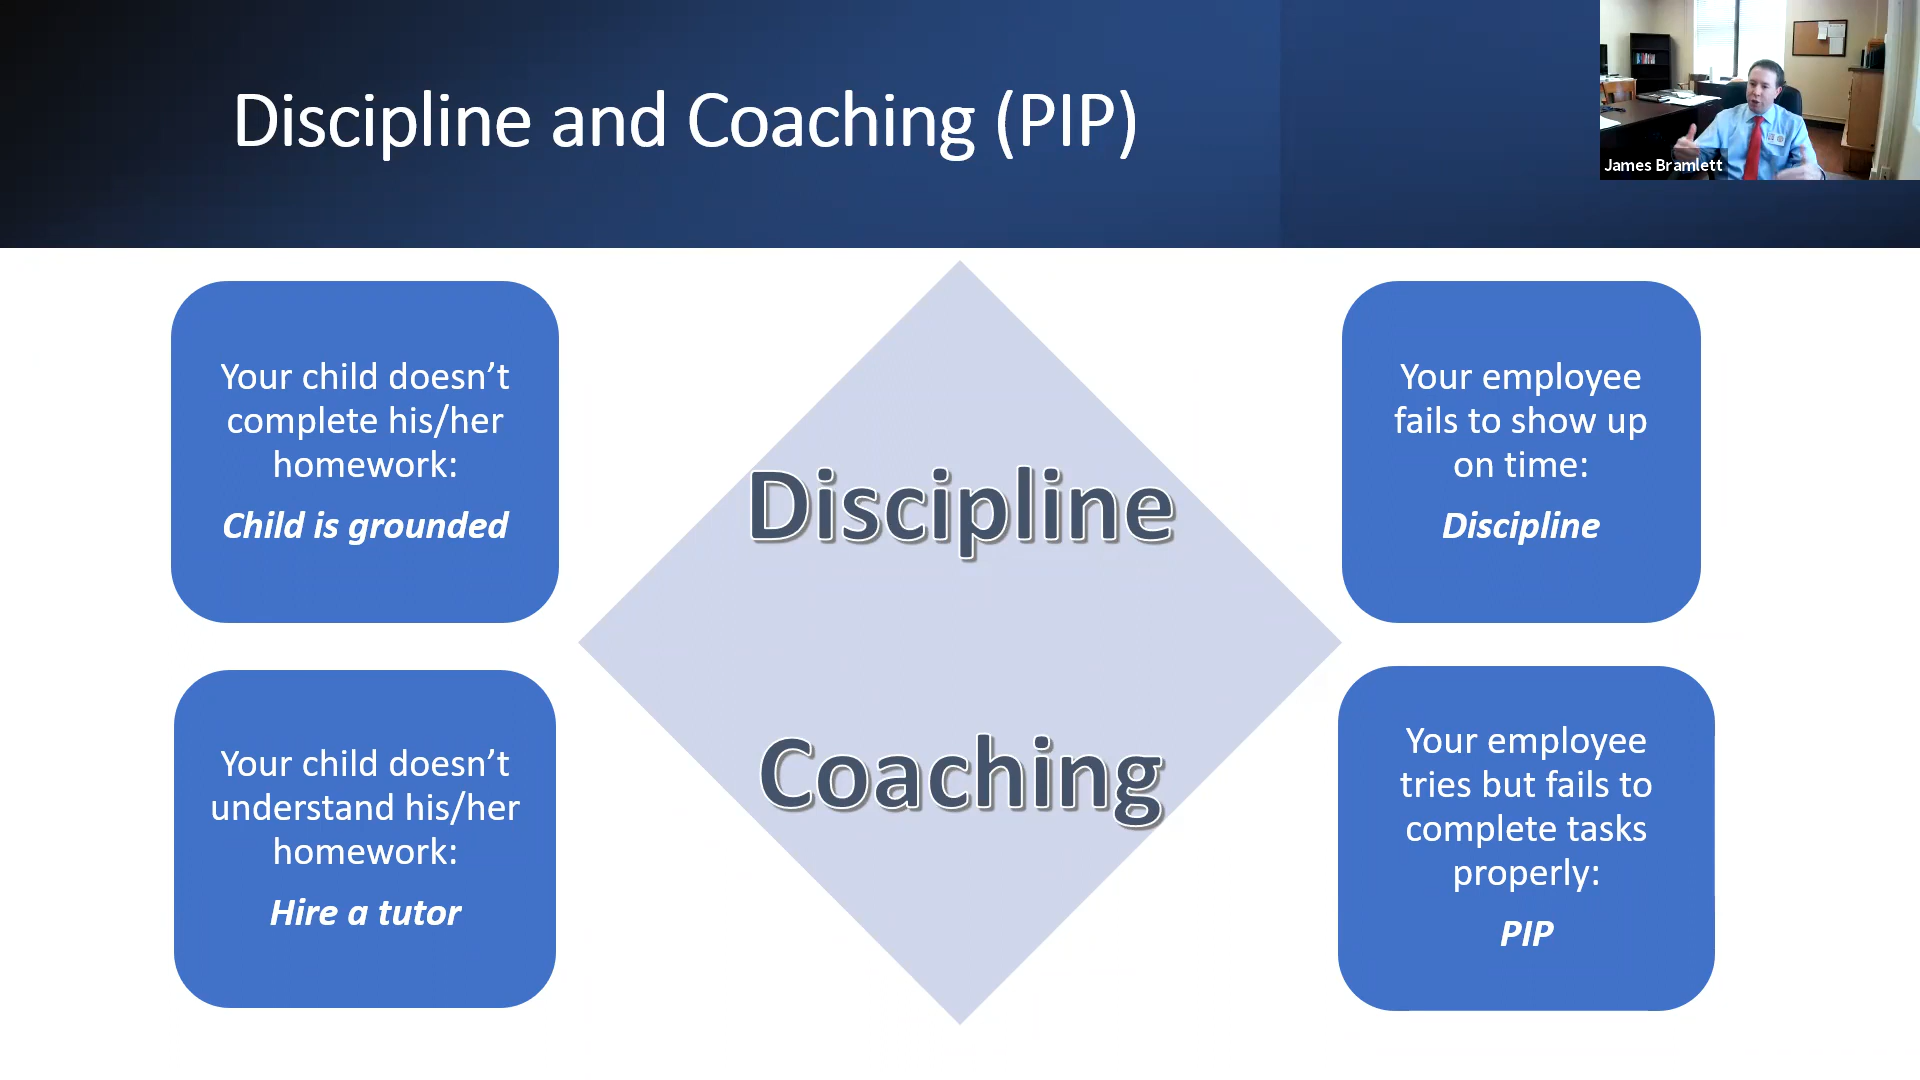 Discipline and Coaching (PIP)
James Bramlett
Your child doesn’t
complete his/her
homework:
Child is grounded
Discipline
Your employee
fails to show up
on time:
Discipline
Your child doesn’t
understand his/her
homework:
Hire a tutor
Coaching
Your employee
tries but fails to
complete tasks
properly:
PIP